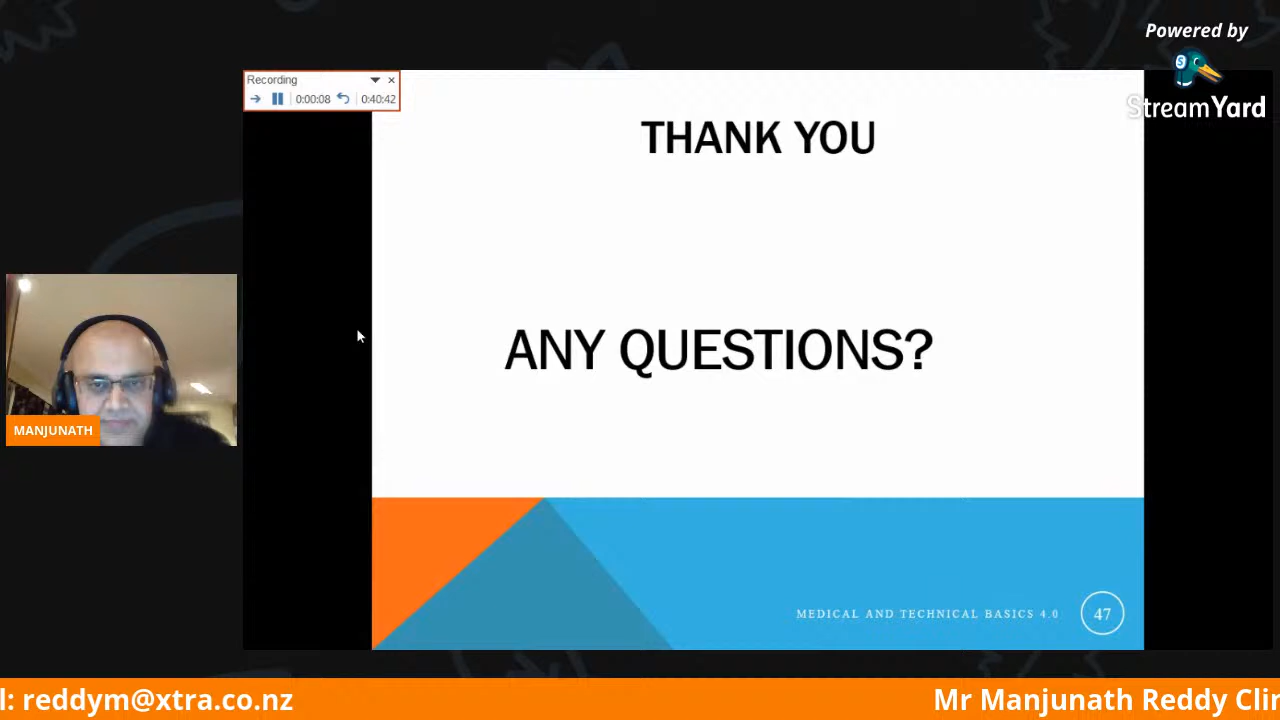 Powered by
StreamYard
Recording
0:00:08 0:40:42
THANK YOU
ANY QUESTIONS?
MANJUNATH
MEDICAL AND TECHNICAL BASICS 4.0 47
l: reddym@xtra.co.nz Mr Manjunath Reddy Clin